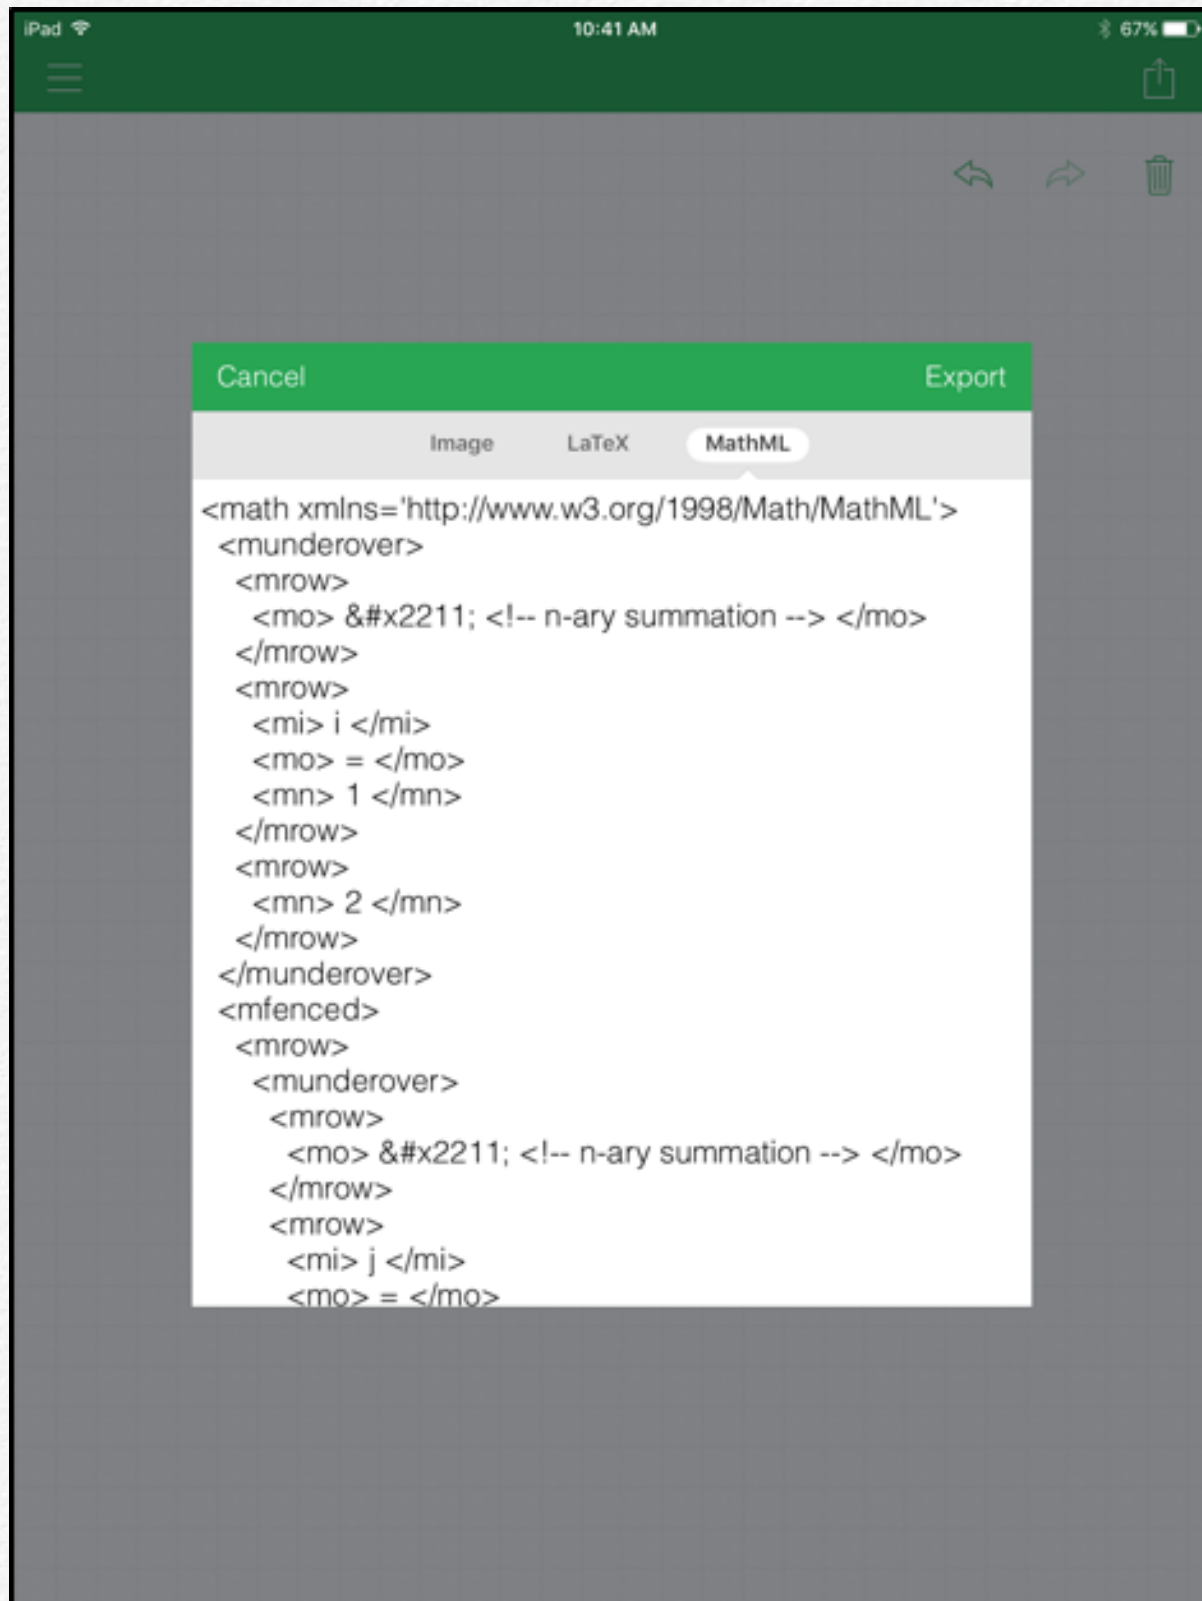 iPad 10:41 AM 67%
Cancel Export
Image LaTeX MathML
<math xmlns='http://www.w3.org/1998/Math/MathML'>
 <munderover>
  <mrow>
   <mo> &#x2211; <!-- n-ary summation --> </mo>
  </mrow>
  <mrow>
   <mi> i </mi>
   <mo> = </mo>
   <mn> 1 </mn>
  </mrow>
  <mrow>
   <mn> 2 </mn>
  </mrow>
 </munderover>
 <mfenced>
  <mrow>
   <munderover>
    <mrow>
     <mo> &#x2211; <!-- n-ary summation --> </mo>
    </mrow>
    <mrow>
     <mi> j </mi>
     <mo> = </mo>